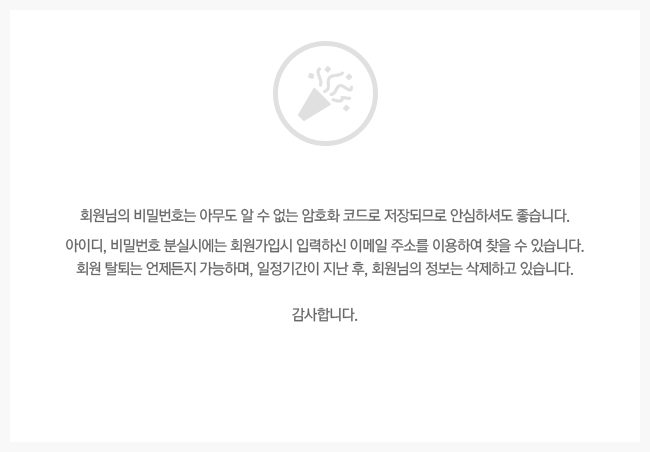 회원님의 비밀번호는 아무도 알 수 없는 암호화 코드로 저장되므로 안심하셔도 좋습니다.
아이디, 비밀번호 분실시에는 회원가입시 입력하신 이메일 주소를 이용하여 찾을 수 있습니다.
회원 탈퇴는 언제든지 가능하며, 일정기간이 지난 후, 회원님의 정보는 삭제하고 있습니다.
감사합니다.